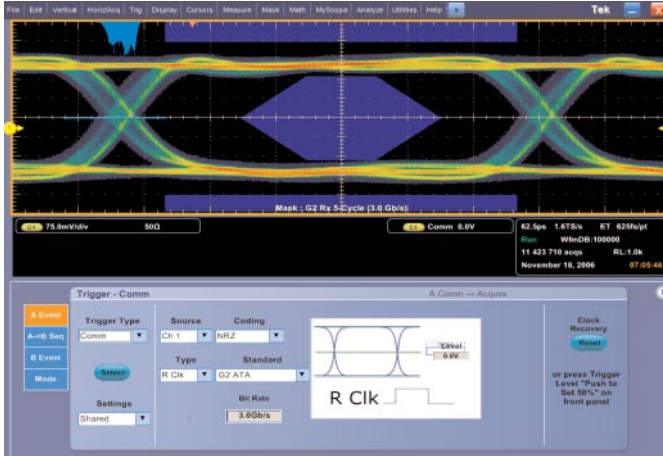 File Edit Vertical Horiz/Acq Trig Display Cursors Measure Mask Math MyScope Analyze Utilities Help Tek
1
Mask : G2 Rx 5-Cycle (3.0 Gb/s)
C1 75.0mV/div 50Ω
C1 Comm 0.0V
62.5ps 1.6TS/s ET 625fs/pt
Run WfmDB:100000
11 423 710 acqs RL:1.0k
November 18, 2006 07:05:46
Trigger - Comm A Comm — Acquire
A Event
A->B Seq
B Event
Mode
Trigger Type
Comm
Select
Settings
Shared
Source
Ch 1
Coding
NRZ
Type
R Clk
Standard
G2 ATA
Bit Rate
3.0Gb/s
Level
0.0V
R Clk
Clock
Recovery
Reset
or press Trigger
Level "Push to
Set 50%" on
front panel